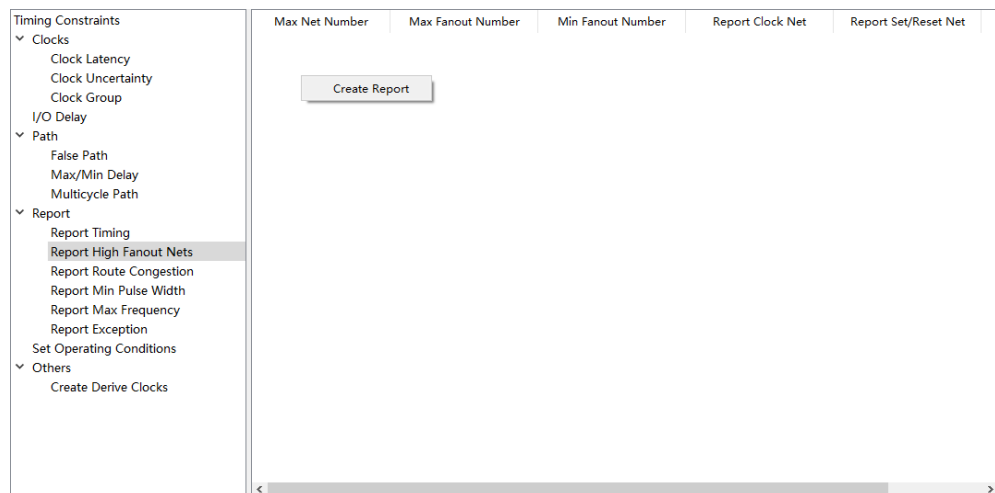 Timing Constraints
Clocks
Clock Latency
Clock Uncertainty
Clock Group
I/O Delay
Path
False Path
Max/Min Delay
Multicycle Path
Report
Report Timing
Report High Fanout Nets
Report Route Congestion
Report Min Pulse Width
Report Max Frequency
Report Exception
Set Operating Conditions
Others
Create Derive Clocks
Max Net Number Max Fanout Number Min Fanout Number Report Clock Net Report Set/Reset Net
Create Report